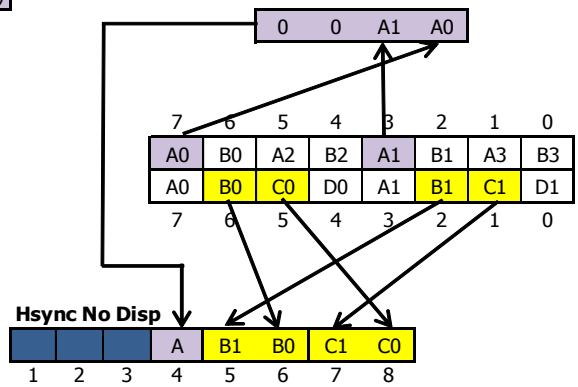 0 0 A1 A0
7 6 5 4 3 2 1 0
A0 B0 A2 B2 A1 B1 A3 B3
A0 B0 C0 D0 A1 B1 C1 D1
7 6 5 4 3 2 1 0
Hsync No Disp
A B1 B0 C1 C0
1 2 3 4 5 6 7 8